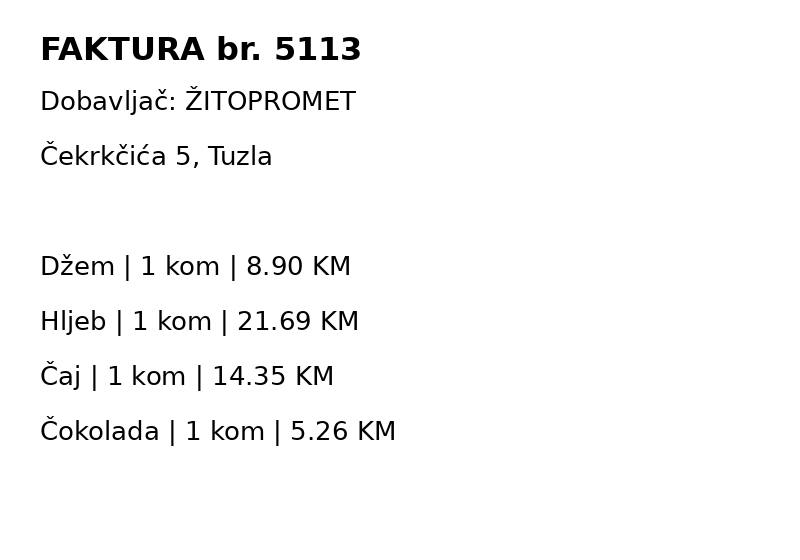 FAKTURA br. 5113
Dobavljač: ŽITOPROMET
Čekrkčića 5, Tuzla
Džem | 1 kom | 8.90 KM
Hljeb | 1 kom | 21.69 KM
Čaj | 1 kom | 14.35 KM
Čokolada | 1 kom | 5.26 KM